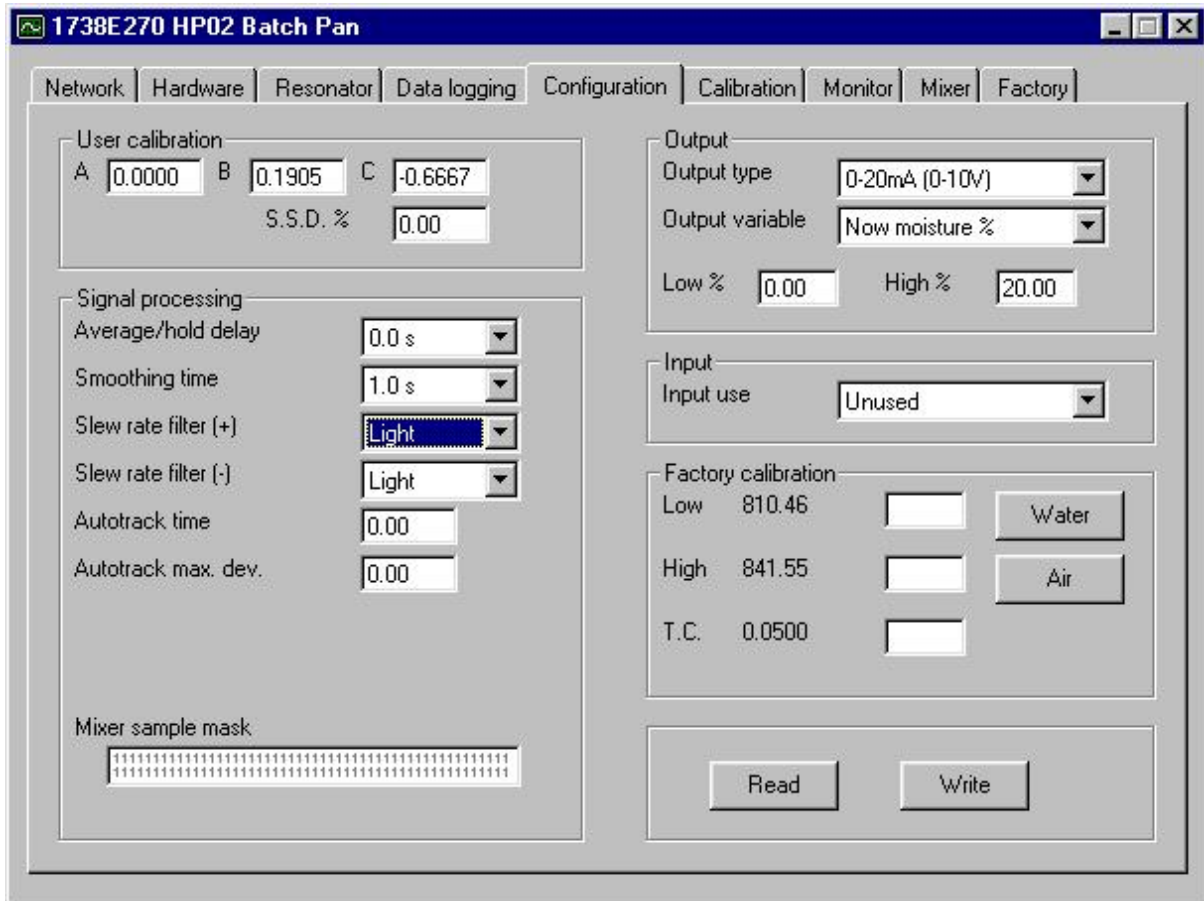 1738E270 HP02 Batch Pan
Network Hardware Resonator Data logging Configuration Calibration Monitor Mixer Factory
User calibration
A 0.0000 B 0.1905 C -0.6667
S.S.D. % 0.00
Signal processing
Average/hold delay 0.0 s
Smoothing time 1.0 s
Slew rate filter (+) Light
Slew rate filter (-) Light
Autotrack time 0.00
Autotrack max. dev. 0.00
Mixer sample mask
Output
Output type 0-20mA (0-10V)
Output variable Now moisture %
Low % 0.00 High % 20.00
Input
Input use Unused
Factory calibration
Low 810.46 Water
High 841.55 Air
T.C. 0.0500
Read Write